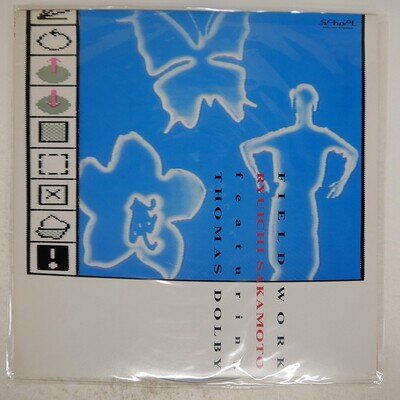 School
FIELD WORK
RYUICHI SAKAMOTO
featuring
THOMAS DOLBY